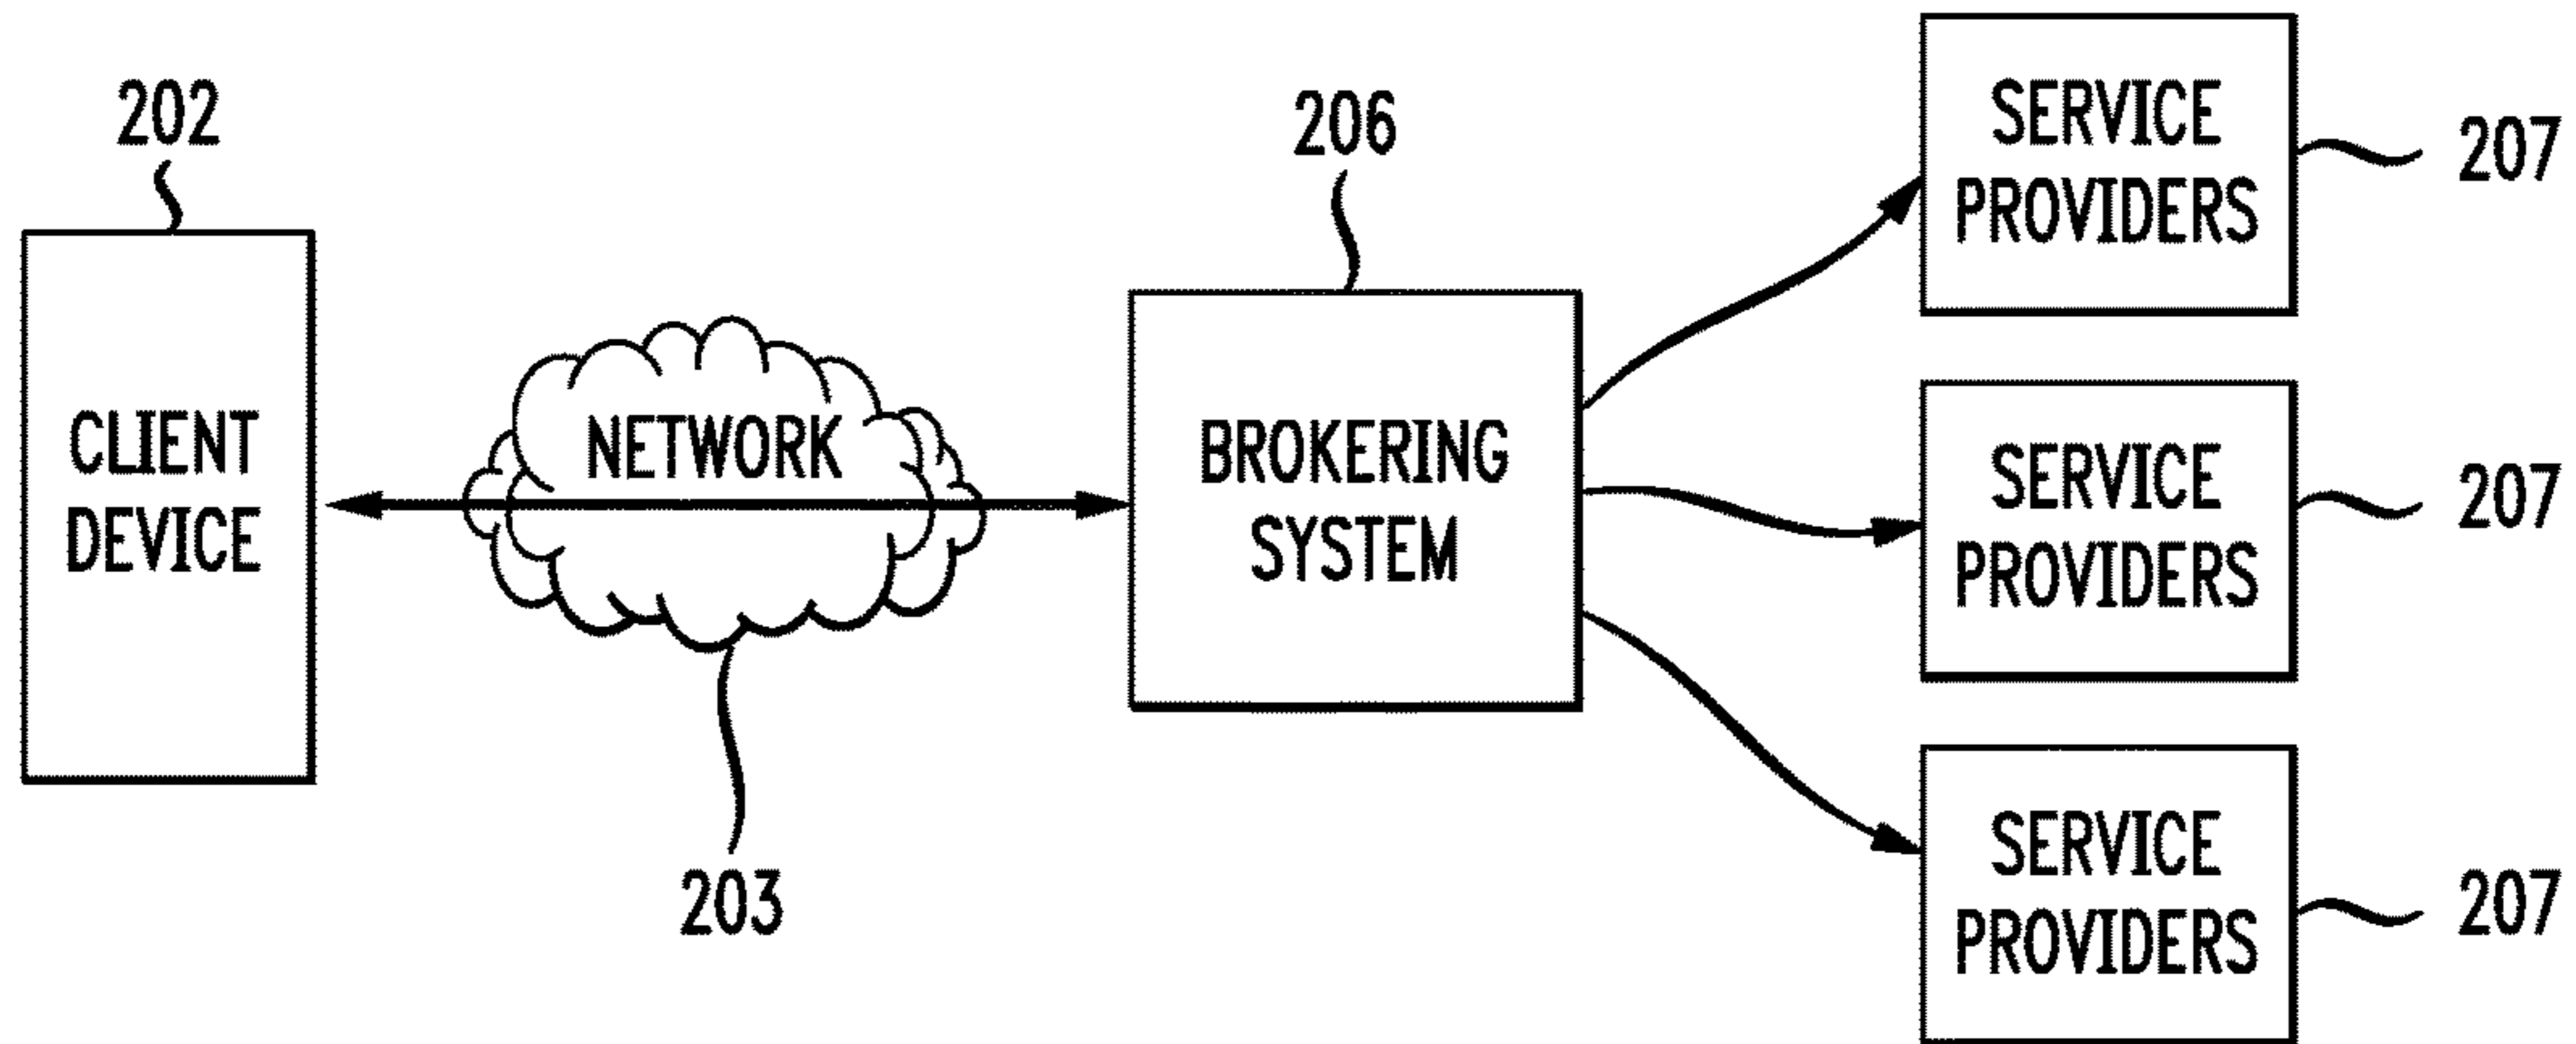 202
CLIENT
DEVICE
NETWORK
203
206
BROKERING
SYSTEM
SERVICE
PROVIDERS
207
SERVICE
PROVIDERS
207
SERVICE
PROVIDERS
207